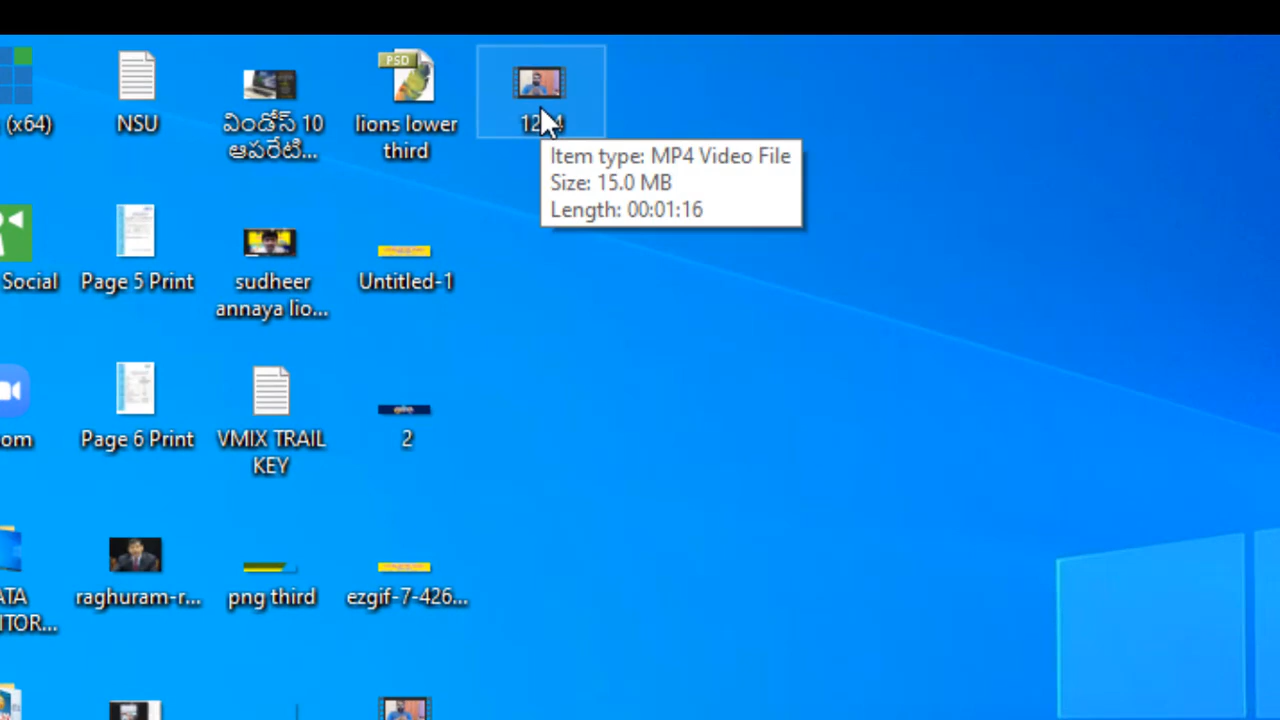 (x64)
NSU
విండోస్ 10
ఆపరేటి...
PSD
lions lower
third
Item type: MP4 Video File
Size: 15.0 MB
Length: 00:01:16
Social
Page 5 Print
sudheer
annaya lio...
Untitled-1
om
Page 6 Print
VMIX TRAIL
KEY
2
ATA
ITOR...
raghuram-r...
png third
ezgif-7-426...